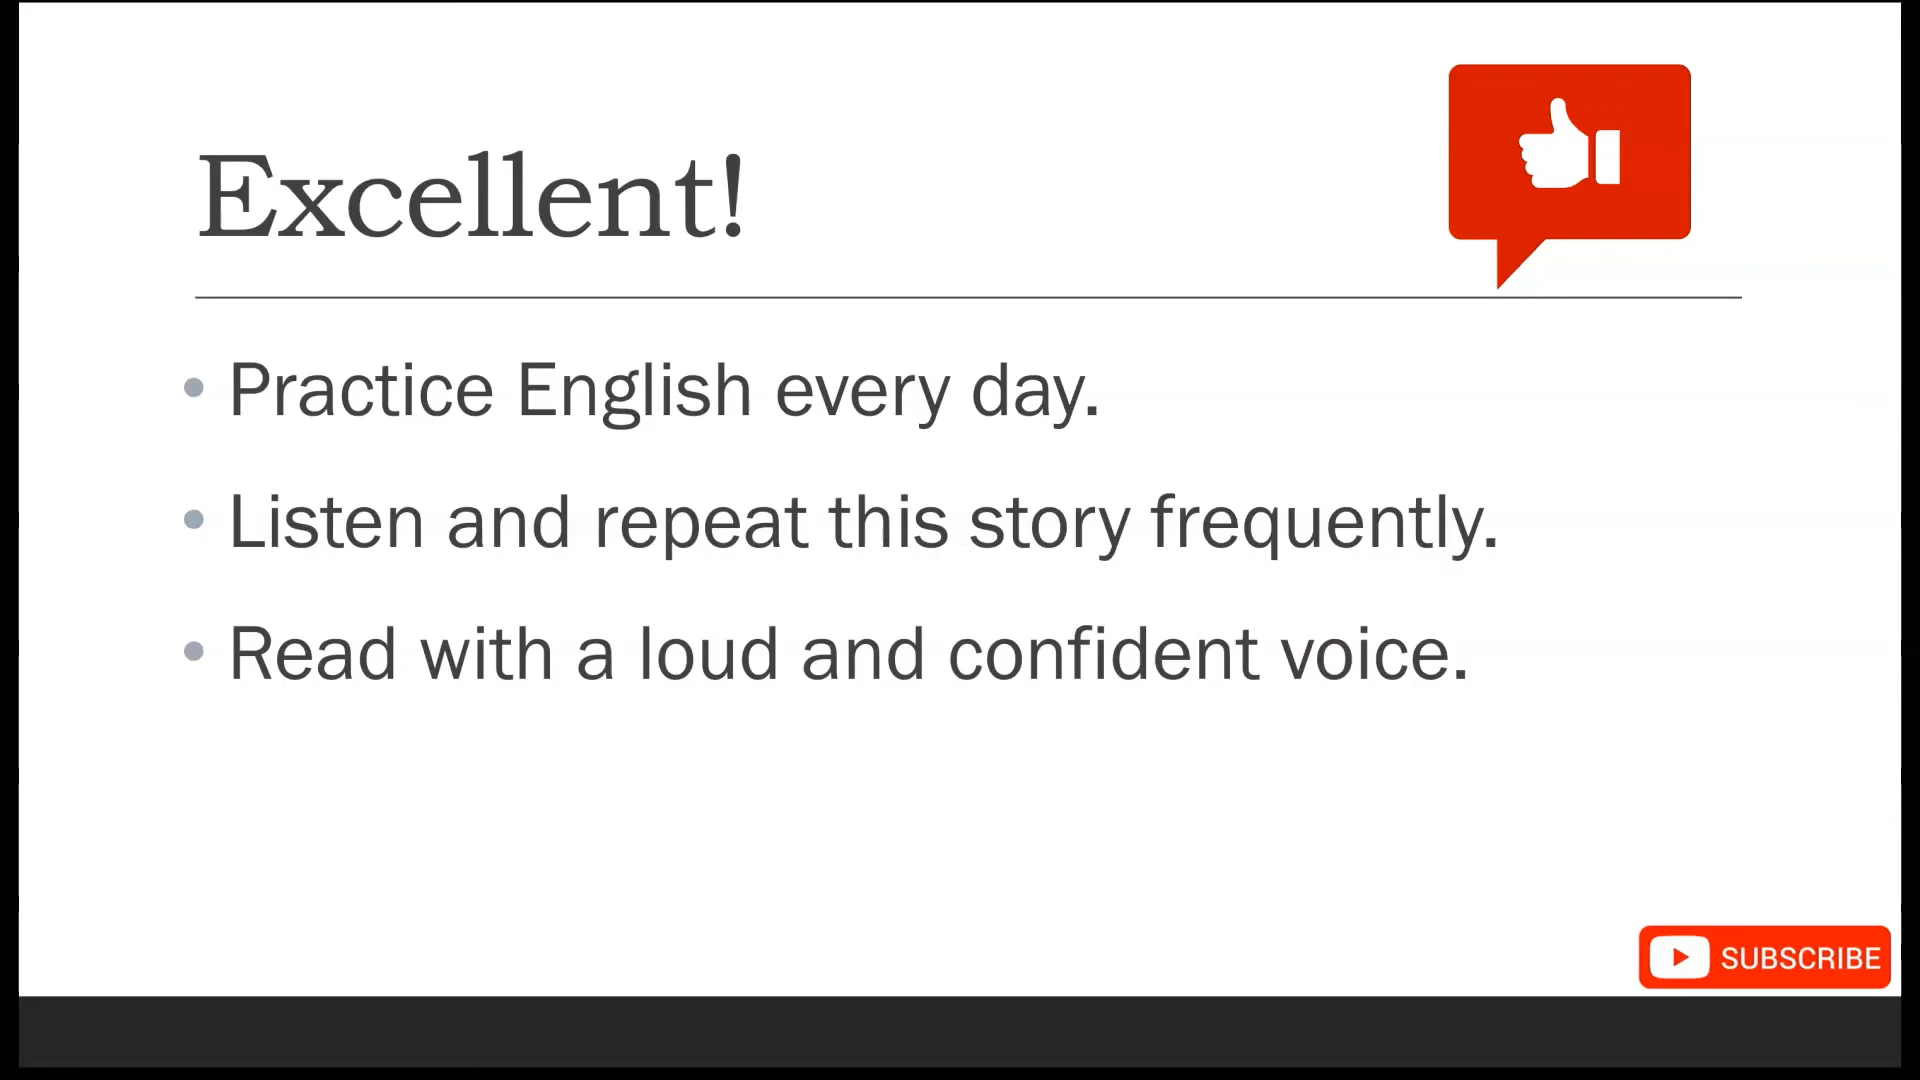 Excellent!
• Practice English every day.
• Listen and repeat this story frequently.
• Read with a loud and confident voice.
SUBSCRIBE